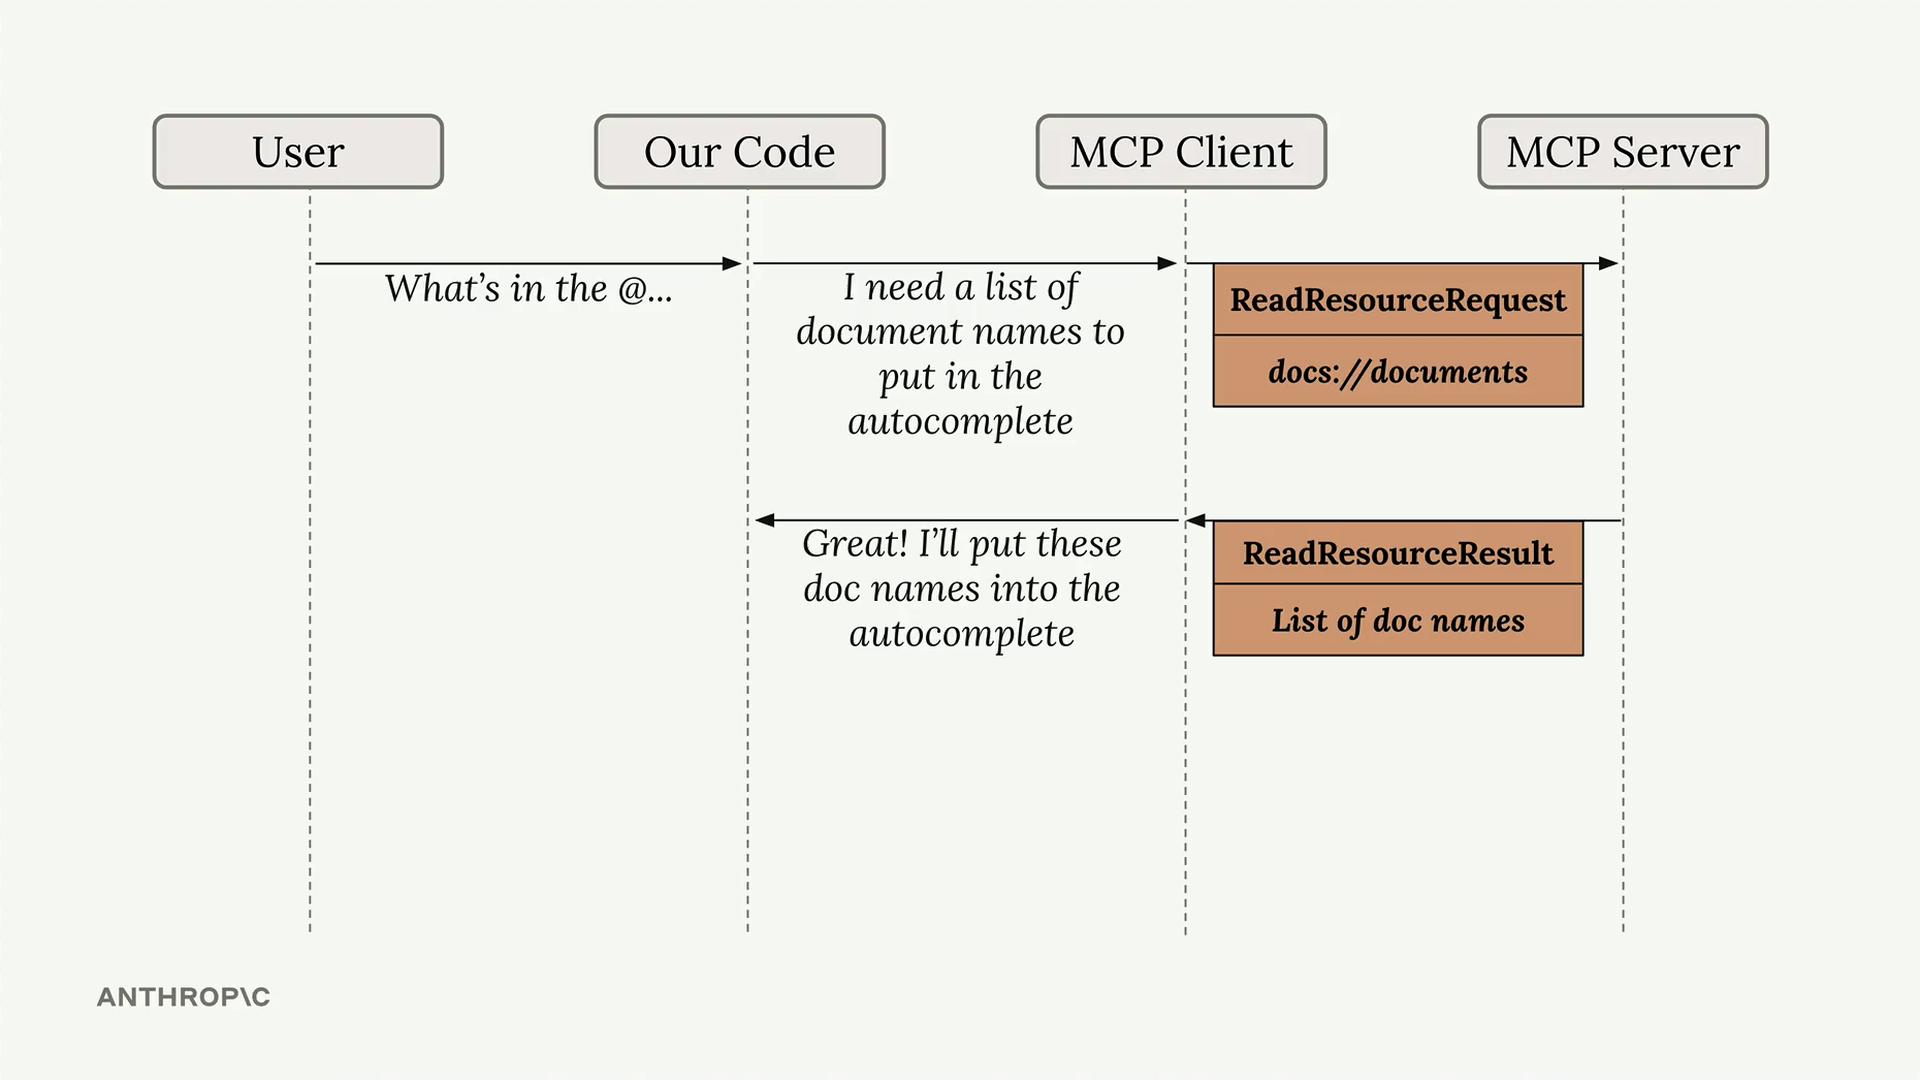 User
Our Code
MCP Client
MCP Server
What's in the @...
I need a list of
document names to
put in the
autocomplete
ReadResourceRequest
docs://documents
Great! I'll put these
doc names into the
autocomplete
ReadResourceResult
List of doc names
ANTHROP\C